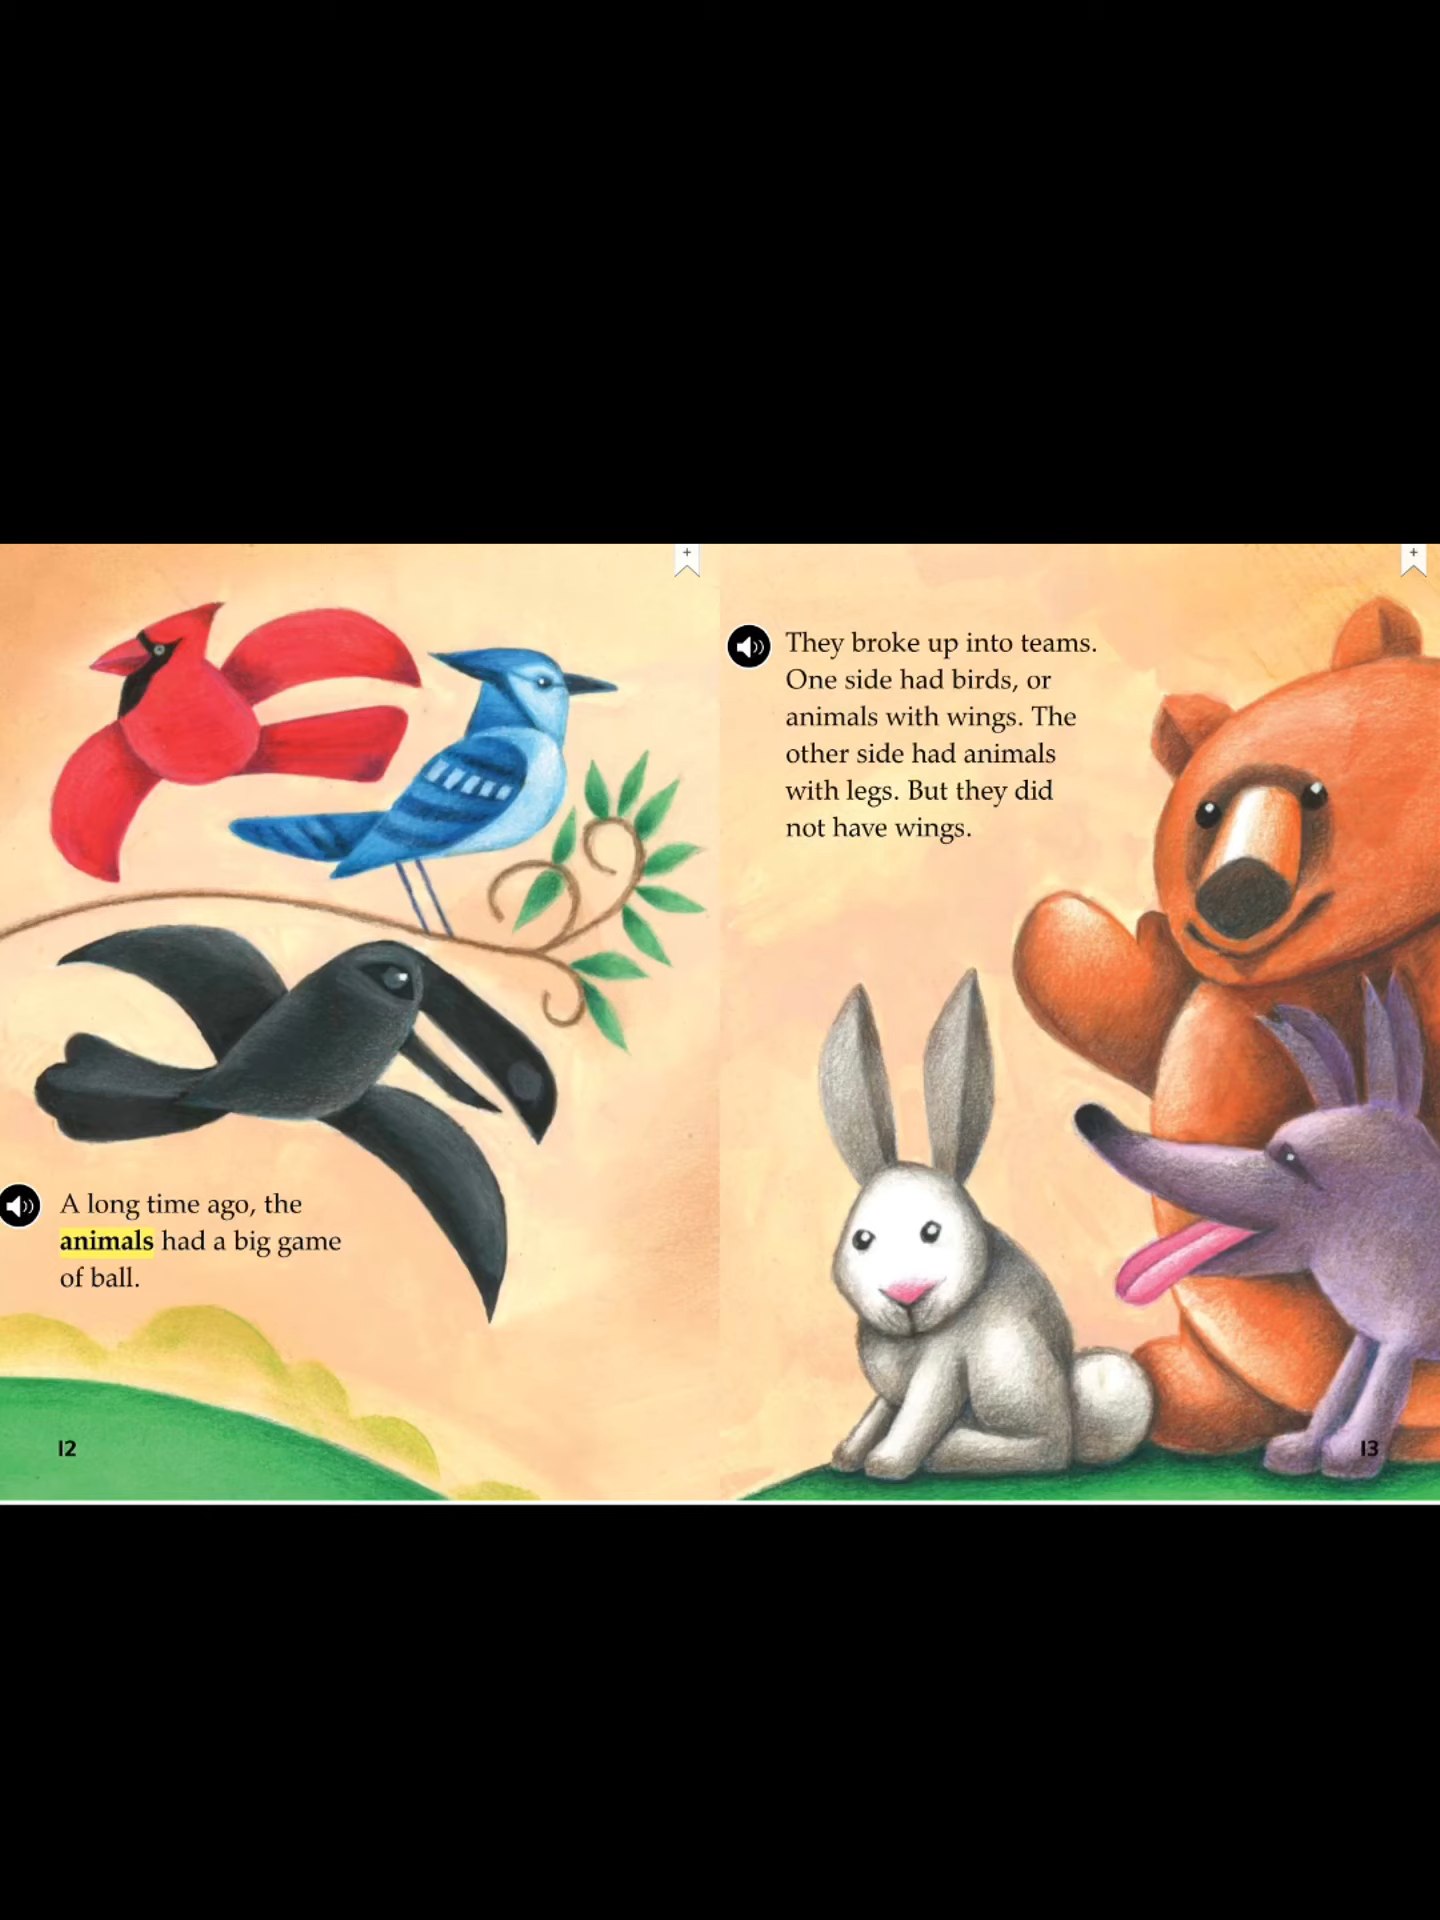 A long time ago, the
animals had a big game
of ball.
12
They broke up into teams.
One side had birds, or
animals with wings. The
other side had animals
with legs. But they did
not have wings.
13